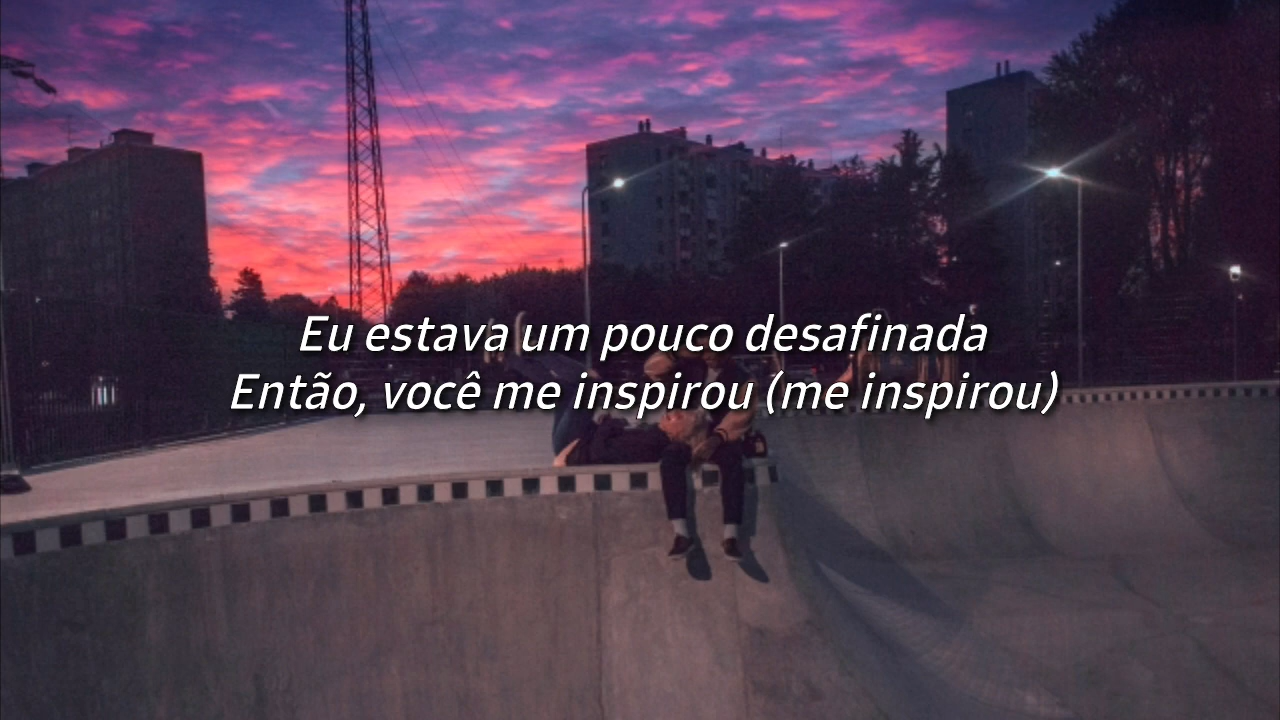 Eu estava um pouco desafinada
Então, você me inspirou (me inspirou)